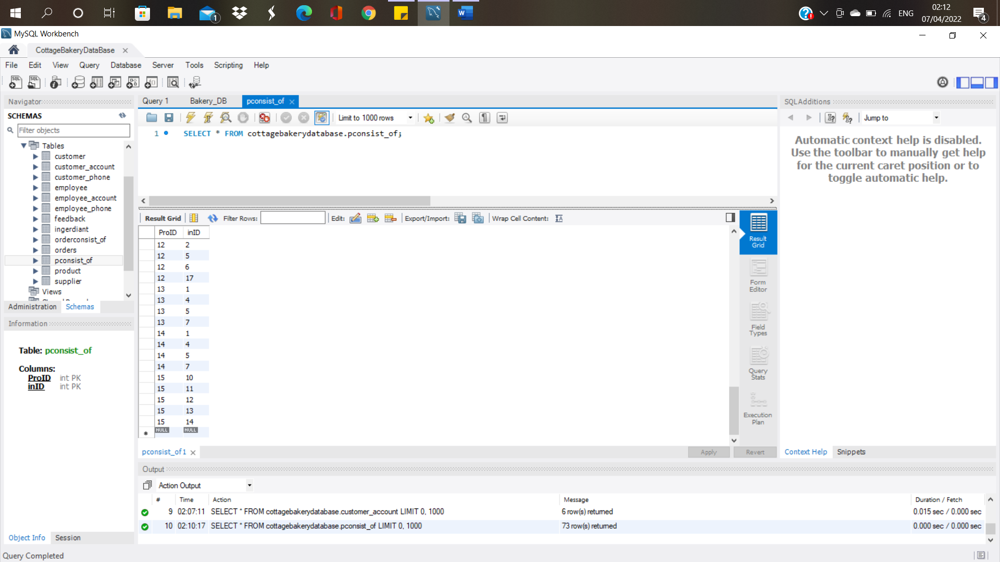 1
ENG
02:12
07/04/2022
4
MySQL Workbench
CottageBakeryDataBase
File Edit View Query Database Server Tools Scripting Help
Navigator
SCHEMAS
Filter objects
Tables
customer
customer_account
customer_phone
employee
employee_account
employee_phone
feedback
ingerdiant
orderconsist_of
orders
pconsist_of
product
supplier
Views
Administration Schemas
Information
Table: pconsist_of
Columns:
ProID int PK
inID int PK
Object Info Session
Query 1 Bakery_DB pconsist_of
Limit to 1000 rows
1 SELECT * FROM cottagebakerydatabase.pconsist_of;
Result Grid Filter Rows: Edit: Export/Import: Wrap Cell Content:
ProID inID
12 2
12 5
12 6
12 17
13 1
13 4
13 5
13 7
14 1
14 4
14 5
14 7
15 10
15 11
15 12
15 13
15 14
NULL NULL
Result
Grid
Form
Editor
Field
Types
Query
Stats
Execution
Plan
pconsist_of1
Apply Revert
SQLAdditions
Jump to
Automatic context help is disabled.
Use the toolbar to manually get help
for the current caret position or to
toggle automatic help.
Context Help Snippets
Output
Action Output
# Time Action Message Duration / Fetch
9 02:07:11 SELECT * FROM cottagebakerydatabase.customer_account LIMIT 0, 1000 6 row(s) returned 0.015 sec / 0.000 sec
10 02:10:17 SELECT * FROM cottagebakerydatabase.pconsist_of LIMIT 0, 1000 73 row(s) returned 0.000 sec / 0.000 sec
Query Completed